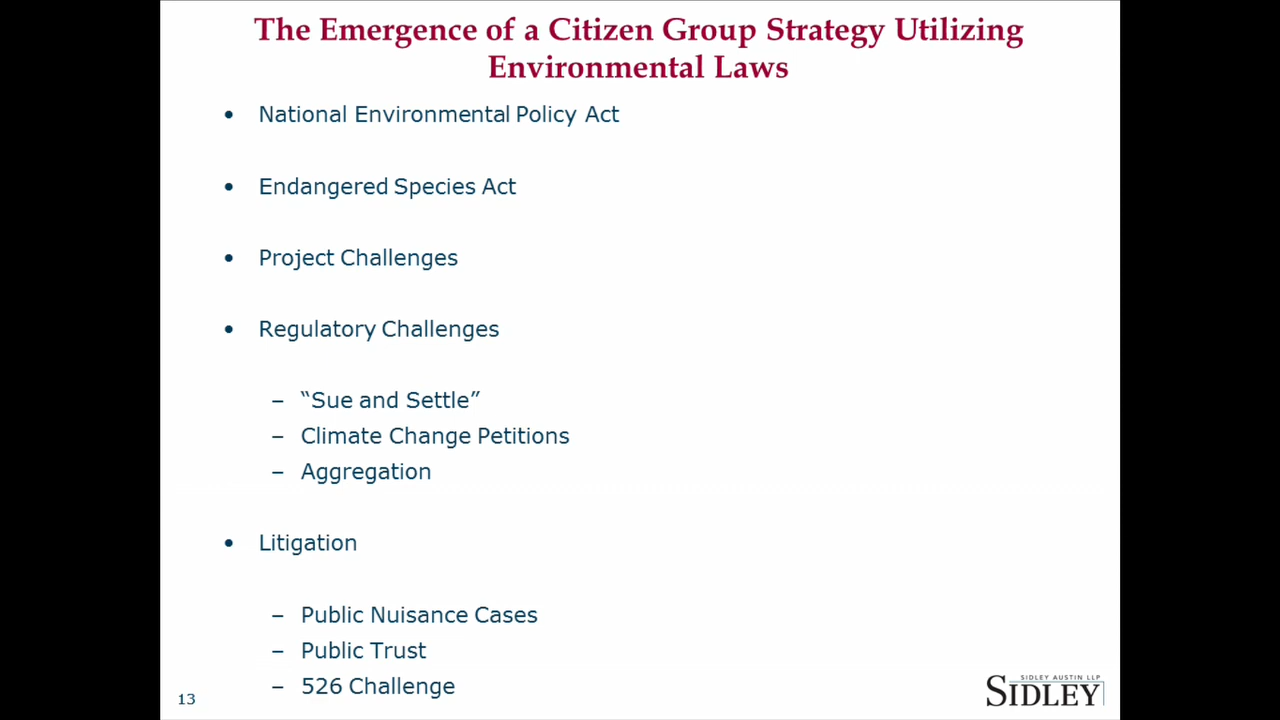 The Emergence of a Citizen Group Strategy Utilizing
Environmental Laws
• National Environmental Policy Act
• Endangered Species Act
• Project Challenges
• Regulatory Challenges
– “Sue and Settle”
– Climate Change Petitions
– Aggregation
• Litigation
– Public Nuisance Cases
– Public Trust
– 526 Challenge
13
SIDLEY AUSTIN LLP
SIDLEY